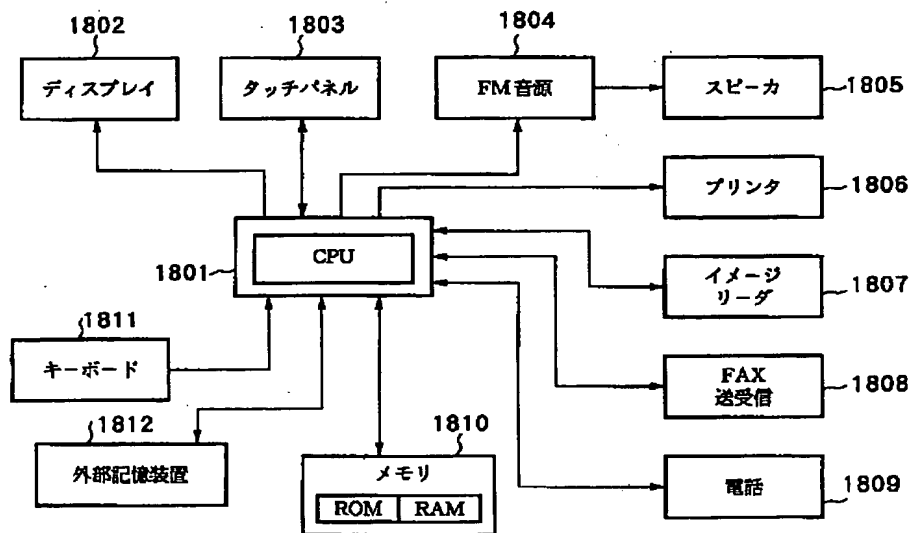 1802
1803
1804
ディスプレイ
タッチパネル
FM音源
スピーカ
1805
プリンタ
1806
1801
CPU
イメージ
リーダ
1807
1811
キーボード
FAX
送受信
1808
1812
外部記憶装置
1810
メモリ
ROM
RAM
電話
1809